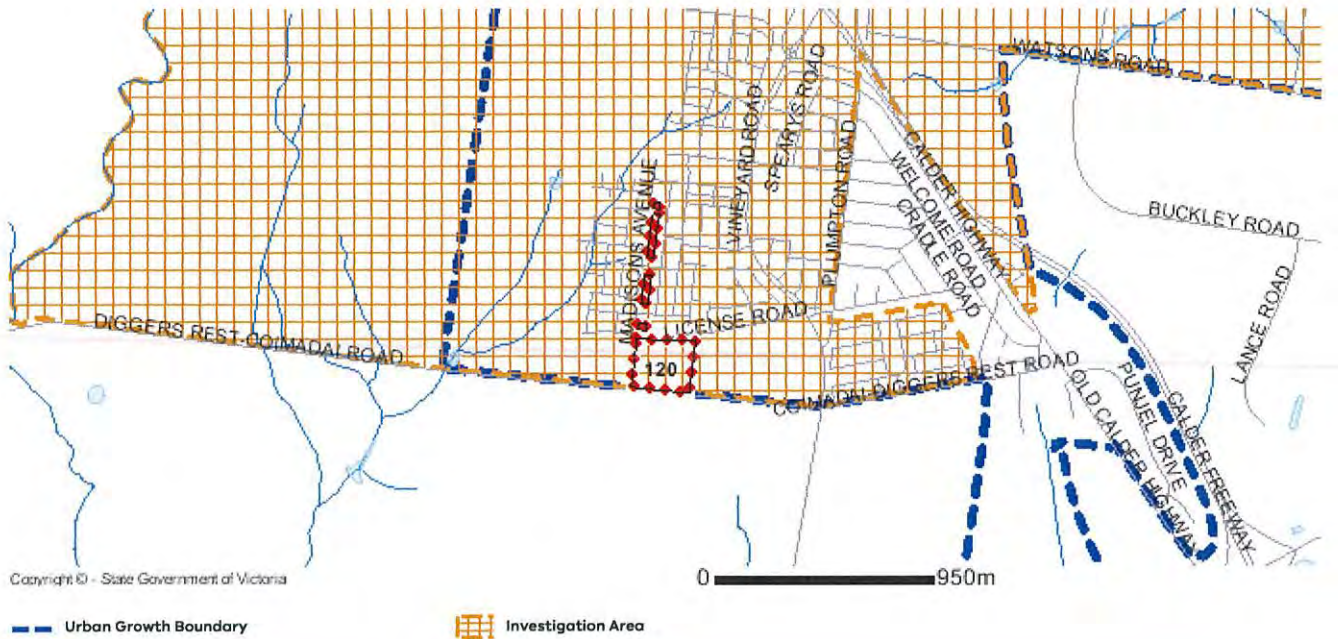 WATSONS ROAD
SPEARYS ROAD
VINEYARD ROAD
PLUMPTON ROAD
CALDER HIGHWAY
WELCOME ROAD
CRADLE ROAD
MADISONS AVENUE
BUCKLEY ROAD
LANCE ROAD
LICENSE ROAD
DIGGERS REST-COIMADAI ROAD
120
COIMADAI-DIGGERS REST ROAD
OLD CALDER HIGHWAY
PUNJEL DRIVE
CALDER FREEWAY
Copyright © - State Government of Victoria
0 950m
Urban Growth Boundary
Investigation Area